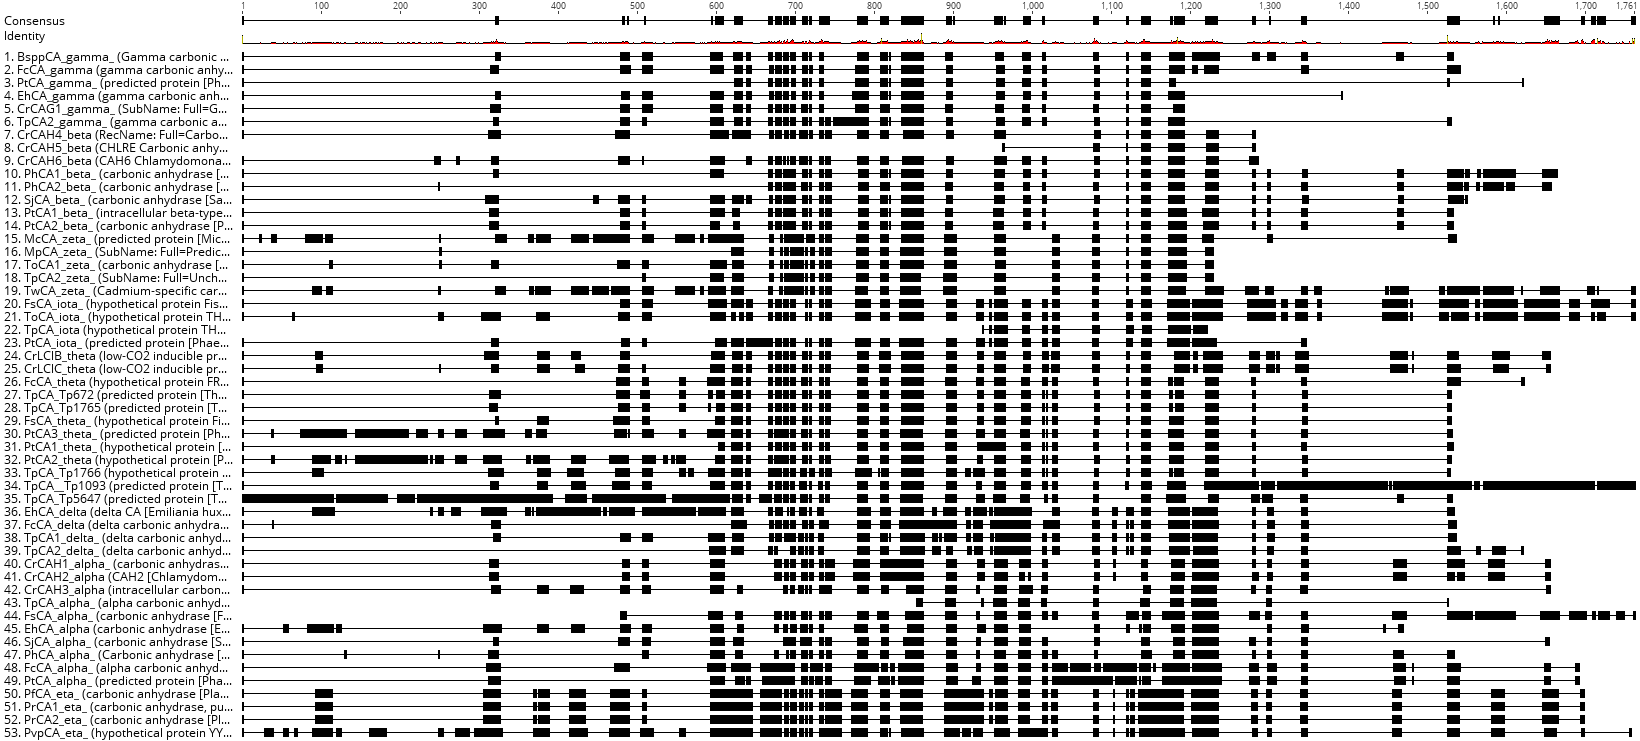 1 100 200 300 400 500 600 700 800 900 1,000 1,100 1,200 1,300 1,400 1,500 1,600 1,700 1,761
Consensus
Identity
1. BsppCA_gamma_ (Gamma carbonic ...
2. FcCA_gamma (gamma carbonic anhy...
3. PtCA_gamma_ (predicted protein [Ph...
4. EhCA_gamma (gamma carbonic anh...
5. CrCAG1_gamma_ (SubName: Full=G...
6. TpCA2_gamma_ (gamma carbonic a...
7. CrCAH4_beta (RecName: Full=Carbo...
8. CrCAH5_beta (CHLRE Carbonic anhy...
9. CrCAH6_beta (CAH6 Chlamydomona...
10. PhCA1_beta_ (carbonic anhydrase [...
11. PhCA2_beta_ (carbonic anhydrase [...
12. SjCA_beta_ (carbonic anhydrase [Sa...
13. PtCA1_beta_ (intracellular beta-type...
14. PtCA2_beta_ (carbonic anhydrase [P...
15. McCA_zeta_ (predicted protein [Mic...
16. MpCA_zeta_ (SubName: Full=Predic...
17. ToCA1_zeta_ (carbonic anhydrase [...
18. TpCA2_zeta_ (SubName: Full=Unch...
19. TwCA_zeta_ (Cadmium-specific car...
20. FsCA_iota_ (hypothetical protein Fis...
21. ToCA_iota_ (hypothetical protein TH...
22. TpCA_iota (hypothetical protein TH...
23. PtCA_iota_ (predicted protein [Phae...
24. CrLCIB_theta (low-CO2 inducible pr...
25. CrLCIC_theta (low-CO2 inducible pr...
26. FcCA_theta (hypothetical protein FR...
27. TpCA_Tp672 (predicted protein [Th...
28. TpCA_Tp1765 (predicted protein [T...
29. FsCA_theta_ (hypothetical protein Fi...
30. PtCA3_theta_ (predicted protein [Ph...
31. PtCA1_theta_ (hypothetical protein [...
32. PtCA2_theta (hypothetical protein [P...
33. TpCA_Tp1766 (hypothetical protein ...
34. TpCA__Tp1093 (predicted protein [T...
35. TpCA_Tp5647 (predicted protein [T...
36. EhCA_delta (delta CA [Emiliania hux...
37. FcCA_delta (delta carbonic anhydra...
38. TpCA1_delta_ (delta carbonic anhyd...
39. TpCA2_delta_ (delta carbonic anhyd...
40. CrCAH1_alpha_ (carbonic anhydras...
41. CrCAH2_alpha (CAH2 [Chlamydom...
42. CrCAH3_alpha (intracellular carbon...
43. TpCA_alpha_ (alpha carbonic anhyd...
44. FsCA_alpha_ (carbonic anhydrase [F...
45. EhCA_alpha (carbonic anhydrase [E...
46. SjCA_alpha_ (carbonic anhydrase [S...
47. PhCA_alpha_ (Carbonic Anhydrase [...
48. FcCA_alpha_ (alpha carbonic anhyd...
49. PtCA_alpha_ (predicted protein [Pha...
50. PfCA_eta_ (carbonic anhydrase [Pla...
51. PrCA1_eta_ (carbonic anhydrase, pu...
52. PrCA2_eta_ (carbonic anhydrase [Pl...
53. PvpCA_eta_ (hypothetical protein YY...